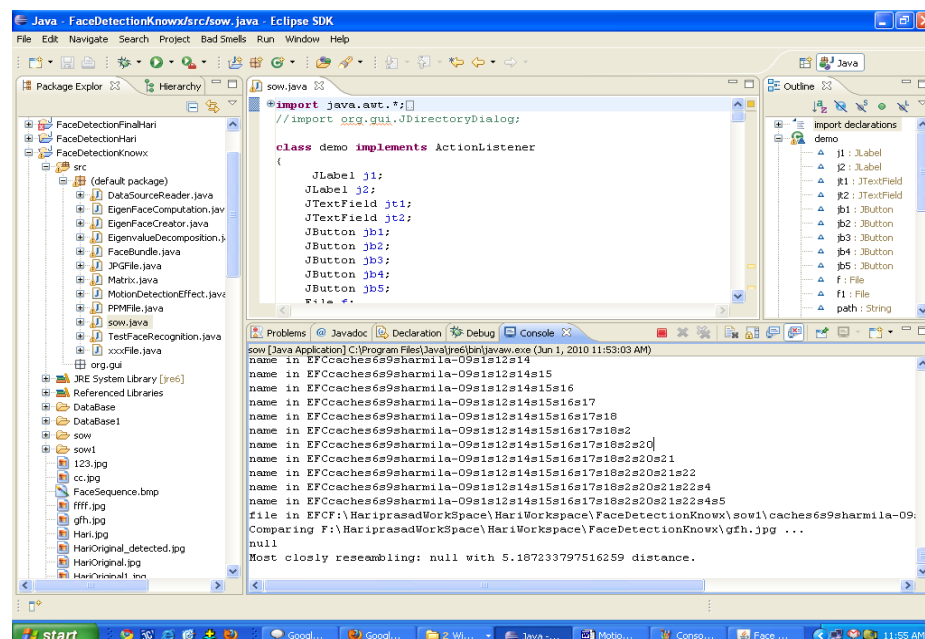 Java - FaceDetectionKnowx/src/sow.java - Eclipse SDK
File Edit Navigate Search Project Bad Smells Run Window Help
Java
Package Explor Hierarchy
FaceDetectionFinalHari
FaceDetectionHari
FaceDetectionKnowx
src
(default package)
DataSourceReader.java
EigenFaceComputation.jav
EigenFaceCreator.java
EigenvalueDecomposition.j
FaceBundle.java
JPGFile.java
Matrix.java
MotionDetectionEffect.java
PPMFile.java
sow.java
TestFaceRecognition.java
xxxFile.java
org.gui
JRE System Library [jre6]
Referenced Libraries
DataBase
DataBase1
sow
sow1
123.jpg
cc.jpg
FaceSequence.bmp
ffff.jpg
gfh.jpg
Hari.jpg
HariOriginal_detected.jpg
HariOriginal.jpg
HariOriginal1.jpg
sow.java
import java.awt.*;
//import org.gui.JDirectoryDialog;
class demo implements ActionListener
{
JLabel j1;
JLabel j2;
JTextField jt1;
JTextField jt2;
JButton jb1;
JButton jb2;
JButton jb3;
JButton jb4;
JButton jb5;
File f;
Outline
import declarations
demo
j1 : JLabel
j2 : JLabel
jt1 : JTextField
jt2 : JTextField
jb1 : JButton
jb2 : JButton
jb3 : JButton
jb4 : JButton
jb5 : JButton
f : File
f1 : File
path : String
Problems Javadoc Declaration Debug Console
sow [Java Application] C:\Program Files\Java\jre6\bin\javaw.exe (Jun 1, 2010 11:53:03 AM)
name in EFCcaches6s9sharmila-09s1s12s14
name in EFCcaches6s9sharmila-09s1s12s14s15
name in EFCcaches6s9sharmila-09s1s12s14s15s16
name in EFCcaches6s9sharmila-09s1s12s14s15s16s17
name in EFCcaches6s9sharmila-09s1s12s14s15s16s17s18
name in EFCcaches6s9sharmila-09s1s12s14s15s16s17s18s2
name in EFCcaches6s9sharmila-09s1s12s14s15s16s17s18s2s20
name in EFCcaches6s9sharmila-09s1s12s14s15s16s17s18s2s20s21
name in EFCcaches6s9sharmila-09s1s12s14s15s16s17s18s2s20s21s22
name in EFCcaches6s9sharmila-09s1s12s14s15s16s17s18s2s20s21s22s4
name in EFCcaches6s9sharmila-09s1s12s14s15s16s17s18s2s20s21s22s4s5
file in EFCF:\HariprasadWorkSpace\HariWorkspace\FaceDetectionKnowx\sow1\caches6s9sharmila-09
Comparing F:\HariprasadWorkSpace\HariWorkspace\FaceDetectionKnowx\gfh.jpg ...
null
Most closly reseambling: null with 5.187233797516259 distance.
start Googl... Googl... 2 Wi... Java -... Motio... Conso... Face ... 11:55 AM